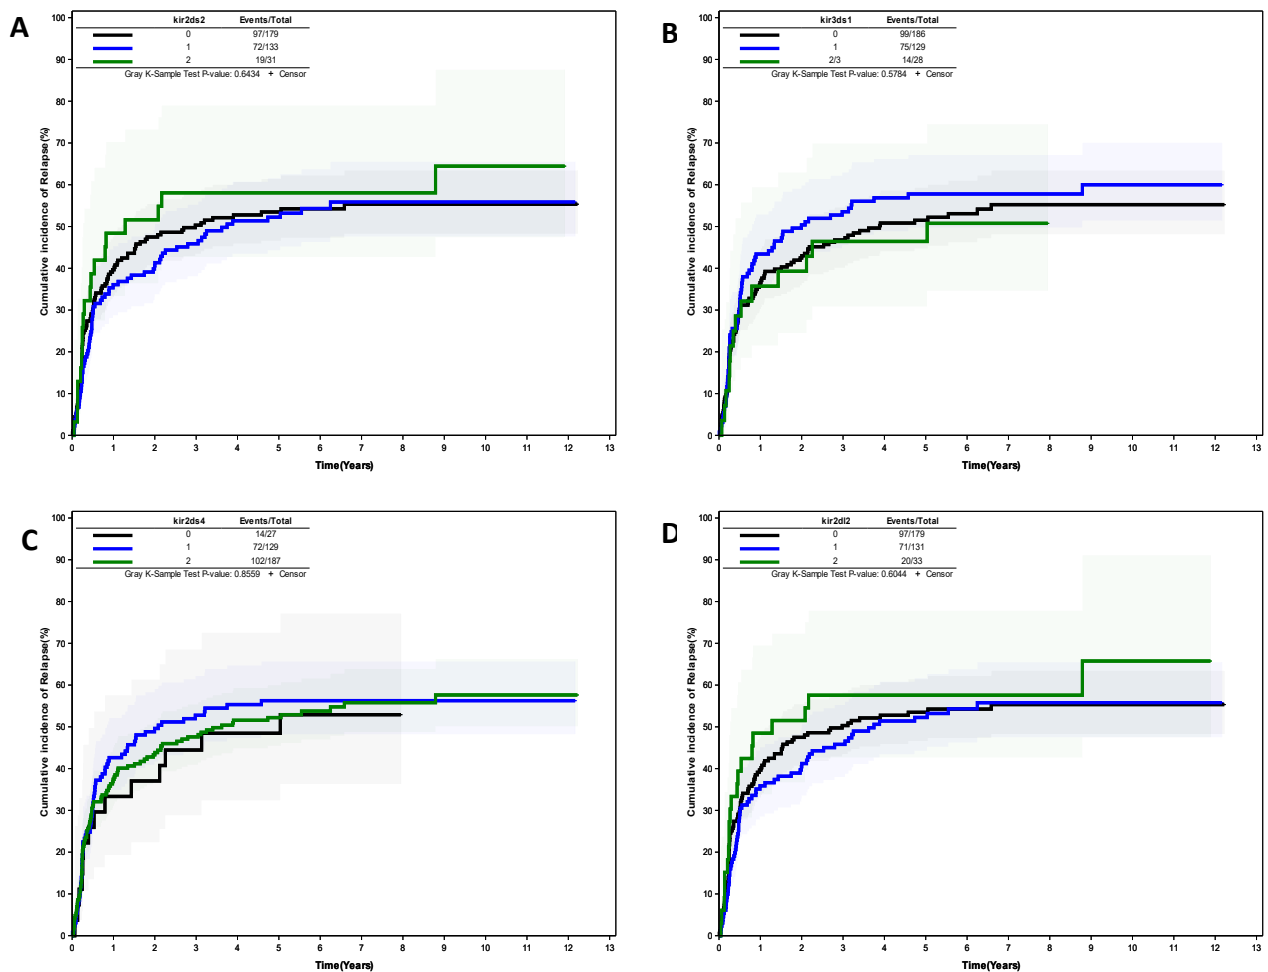 A
kir2ds2 Events/Total
0 97/179
1 72/133
2 19/31
Gray K-Sample Test P-value: 0.6434 + Censor
Cumulative incidence of Relapse(%)
100
90
80
70
60
50
40
30
20
10
0
0 1 2 3 4 5 6 7 8 9 10 11 12 13
Time(Years)
B
kir3ds1 Events/Total
0 99/186
1 75/129
2/3 14/28
Gray K-Sample Test P-value: 0.5784 + Censor
Cumulative incidence of Relapse(%)
100
90
80
70
60
50
40
30
20
10
0
0 1 2 3 4 5 6 7 8 9 10 11 12 13
Time(Years)
C
kir2ds4 Events/Total
0 14/27
1 72/129
2 102/187
Gray K-Sample Test P-value: 0.8559 + Censor
Cumulative incidence of Relapse(%)
100
90
80
70
60
50
40
30
20
10
0
0 1 2 3 4 5 6 7 8 9 10 11 12 13
Time(Years)
D
kir2dl2 Events/Total
0 97/179
1 71/131
2 20/33
Gray K-Sample Test P-value: 0.6044 + Censor
Cumulative incidence of Relapse(%)
100
90
80
70
60
50
40
30
20
10
0
0 1 2 3 4 5 6 7 8 9 10 11 12 13
Time(Years)